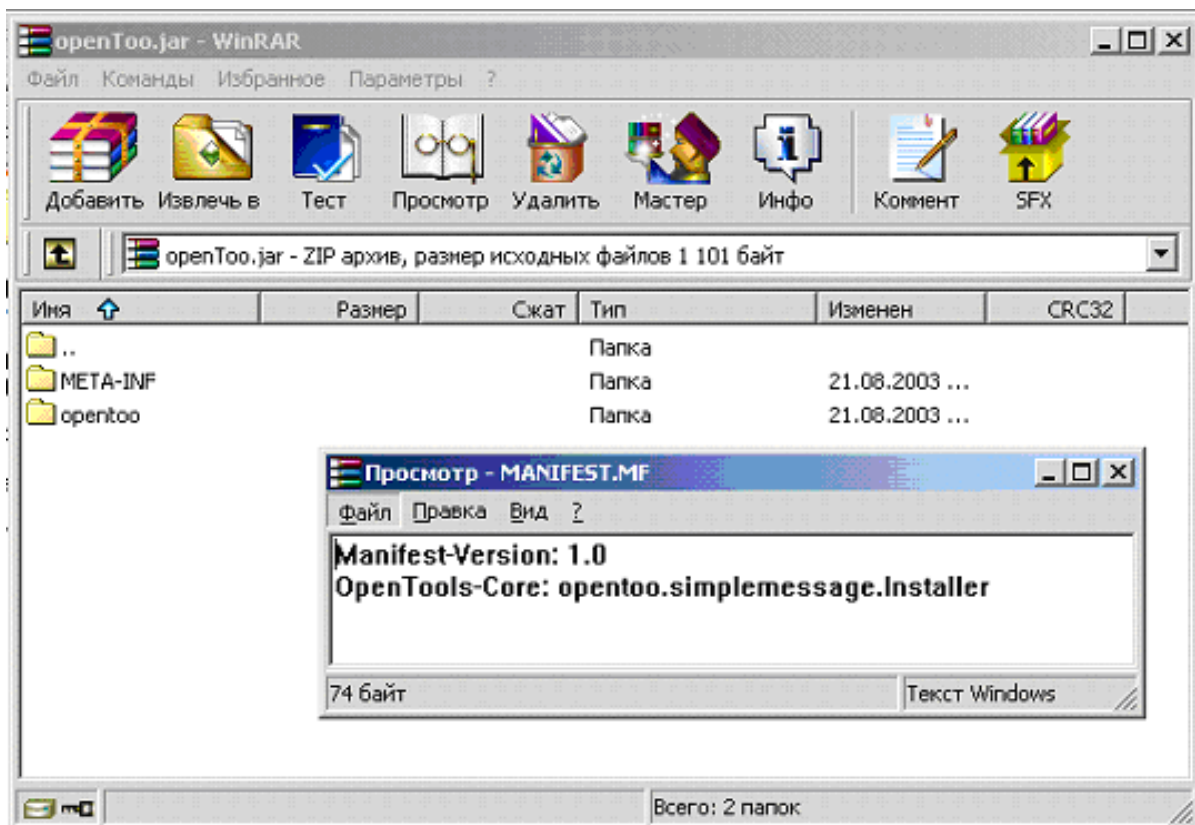 openToo.jar - WinRAR
Файл Команды Избранное Параметры ?
Добавить Извлечь в Тест Просмотр Удалить Мастер Инфо Коммент SFX
openToo.jar - ZIP архив, размер исходных файлов 1 101 байт
Имя Размер Сжат Тип Изменен CRC32
.. Папка
META-INF Папка 21.08.2003 ...
opentoo Папка 21.08.2003 ...
Просмотр - MANIFEST.MF
Файл Правка Вид ?
Manifest-Version: 1.0
OpenTools-Core: opentoo.simplemessage.Installer
74 байт Текст Windows
Всего: 2 папок